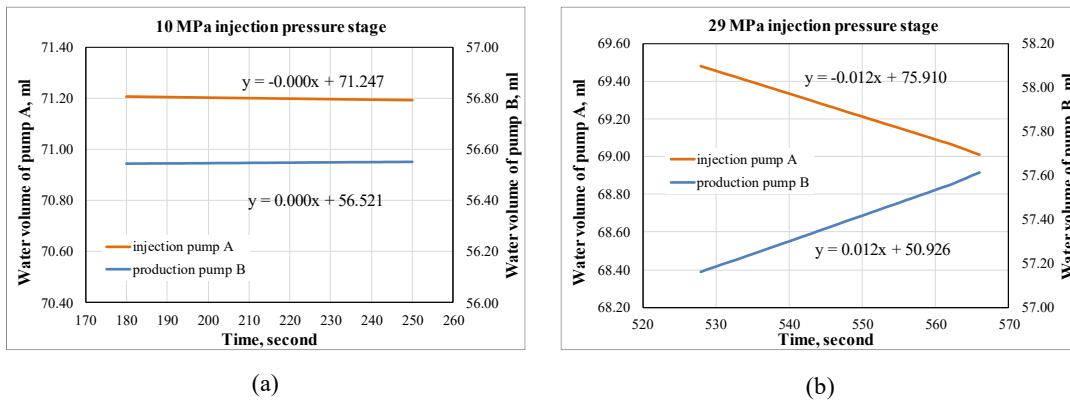 10 MPa injection pressure stage
Water volume of pump A, ml
71.40
71.20
71.00
70.80
70.60
70.40
57.00
56.80
56.60
56.40
56.20
56.00
Water volume of pump B, ml
y = -0.000x + 71.247
y = 0.000x + 56.521
injection pump A
production pump B
170 180 190 200 210 220 230 240 250 260
Time, second
(a)
29 MPa injection pressure stage
Water volume of pump A, ml
69.60
69.40
69.20
69.00
68.80
68.60
68.40
68.20
58.20
58.00
57.80
57.60
57.40
57.20
57.00
Water volume of pump B, ml
y = -0.012x + 75.910
injection pump A
production pump B
y = 0.012x + 50.926
520 530 540 550 560 570
Time, second
(b)